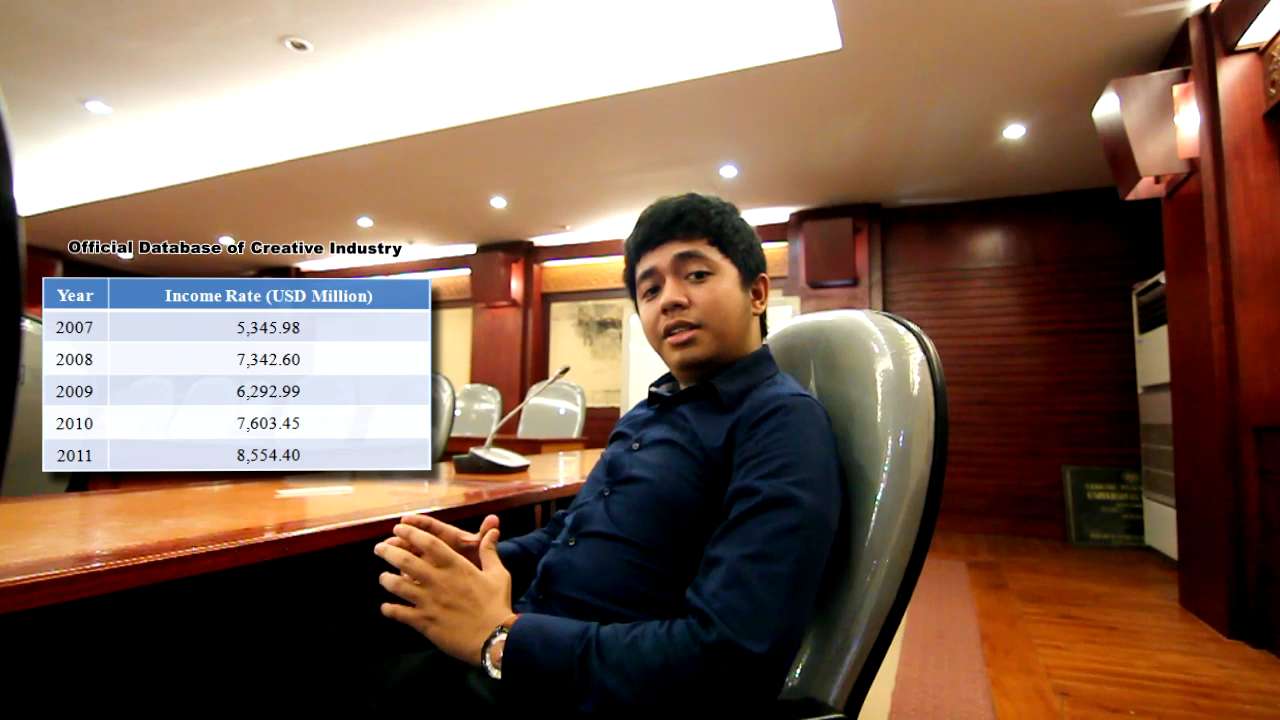 Official Database of Creative Industry
Year Income Rate (USD Million)
2007 5,345.98
2008 7,342.60
2009 6,292.99
2010 7,603.45
2011 8,554.40